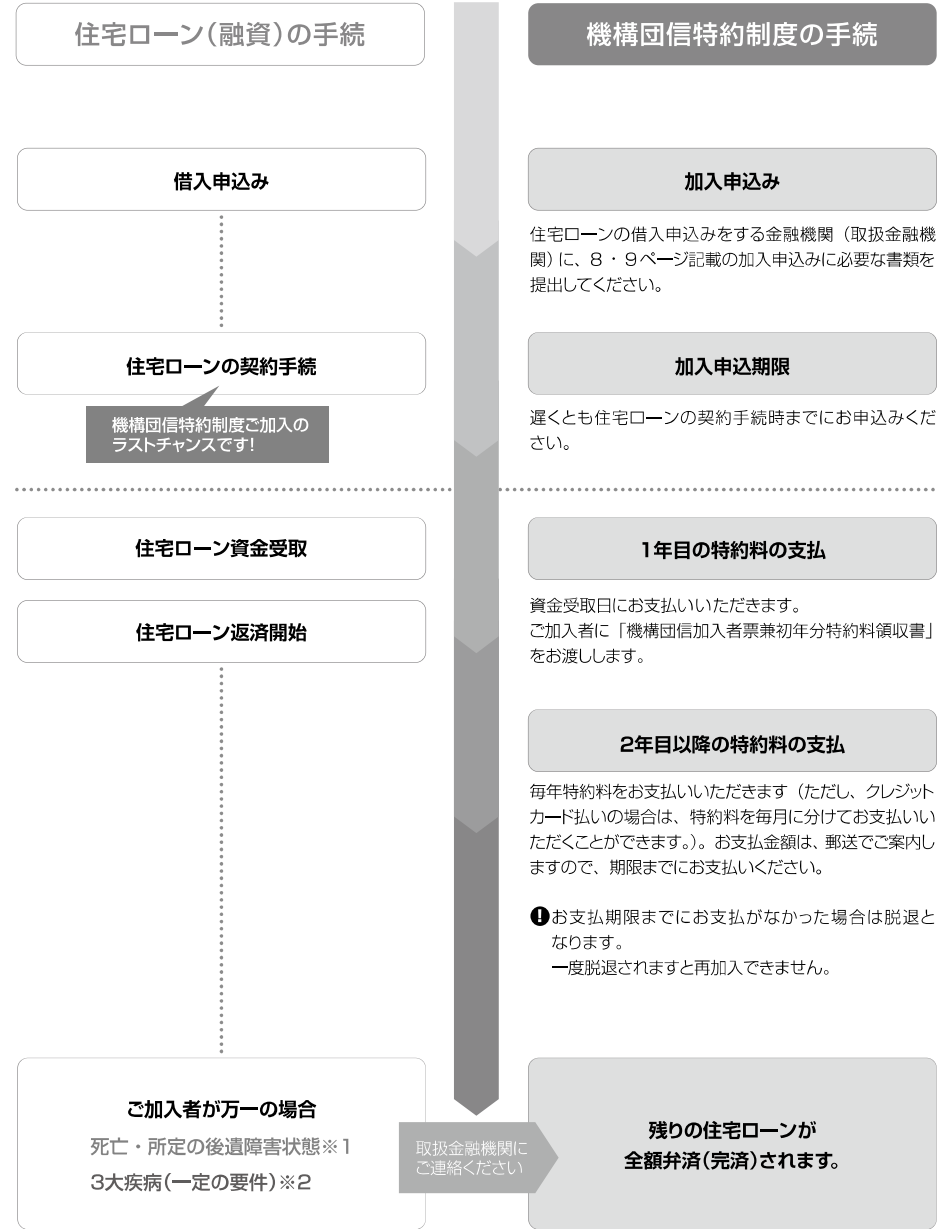 住宅ローン(融資)の手続
機構団信特約制度の手続
借入申込み
加入申込み
住宅ローンの借入申込みをする金融機関(取扱金融機
関)に、8・9ページ記載の加入申込みに必要な書類を
提出してください。
住宅ローンの契約手続
機構団信特約制度ご加入の
ラストチャンスです!
加入申込期限
遅くとも住宅ローンの契約手続時までにお申込みくだ
さい。
住宅ローン資金受取
1年目の特約料の支払
住宅ローン返済開始
資金受取日にお支払いいただきます。
ご加入者に「機構団信加入者票兼初年分特約料領収書」
をお渡しします。
2年目以降の特約料の支払
毎年特約料をお支払いいただきます(ただし、クレジット
カード払いの場合は、特約料を毎月に分けてお支払いい
ただくことができます。)。お支払金額は、郵送でご案内し
ますので、期限までにお支払いください。
!お支払期限までにお支払がなかった場合は脱退と
なります。
一度脱退されますと再加入できません。
ご加入者が万一の場合
死亡・所定の後遺障害状態※1
3大疾病(一定の要件)※2
取扱金融機関に
ご連絡ください
残りの住宅ローンが
全額弁済(完済)されます。